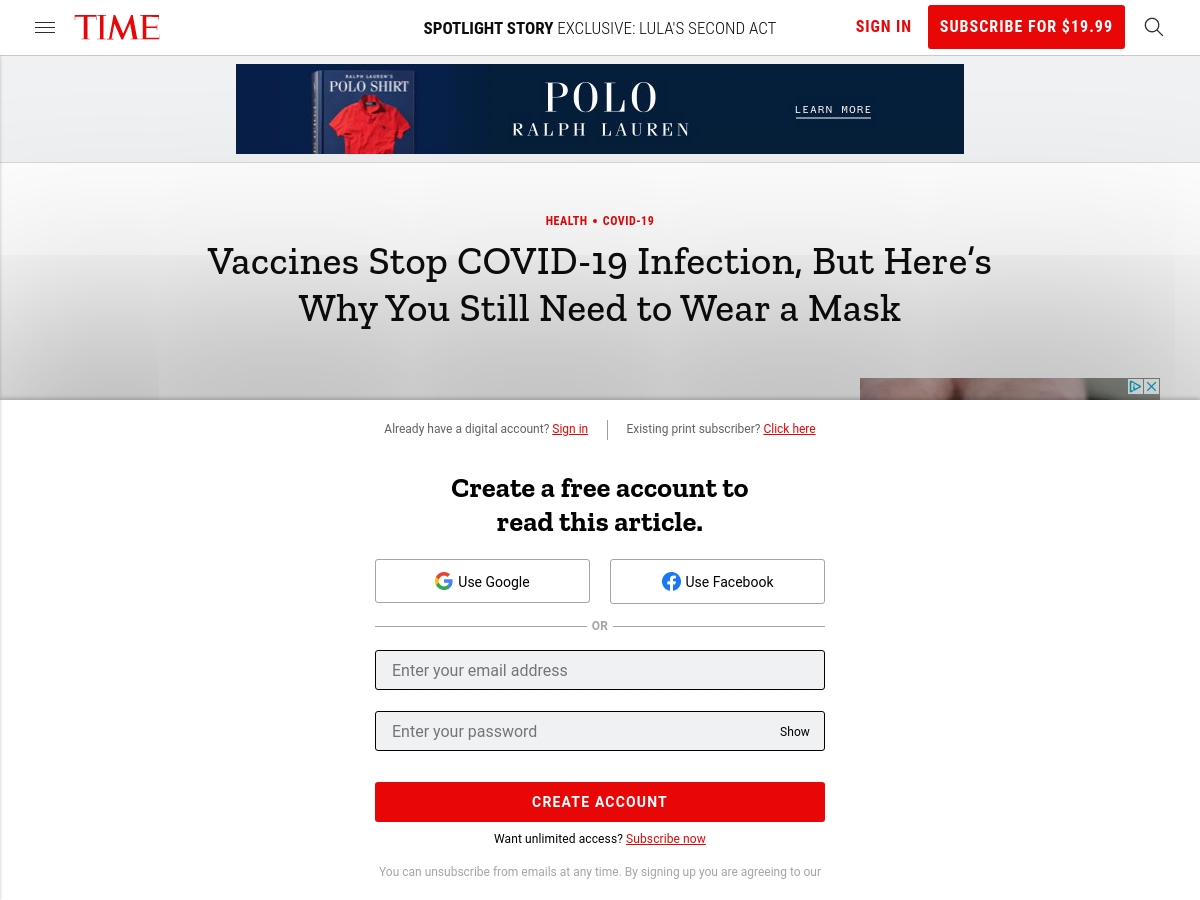 TIME
SPOTLIGHT STORY EXCLUSIVE: LULA'S SECOND ACT
SIGN IN
SUBSCRIBE FOR $19.99
RALPH LAUREN'S
POLO SHIRT
POLO
RALPH LAUREN
LEARN MORE
HEALTH • COVID-19
Vaccines Stop COVID-19 Infection, But Here’s
Why You Still Need to Wear a Mask
Already have a digital account? Sign in
Existing print subscriber? Click here
Create a free account to
read this article.
Use Google
Use Facebook
OR
Enter your email address
Enter your password
Show
CREATE ACCOUNT
Want unlimited access? Subscribe now
You can unsubscribe from emails at any time. By signing up you are agreeing to our